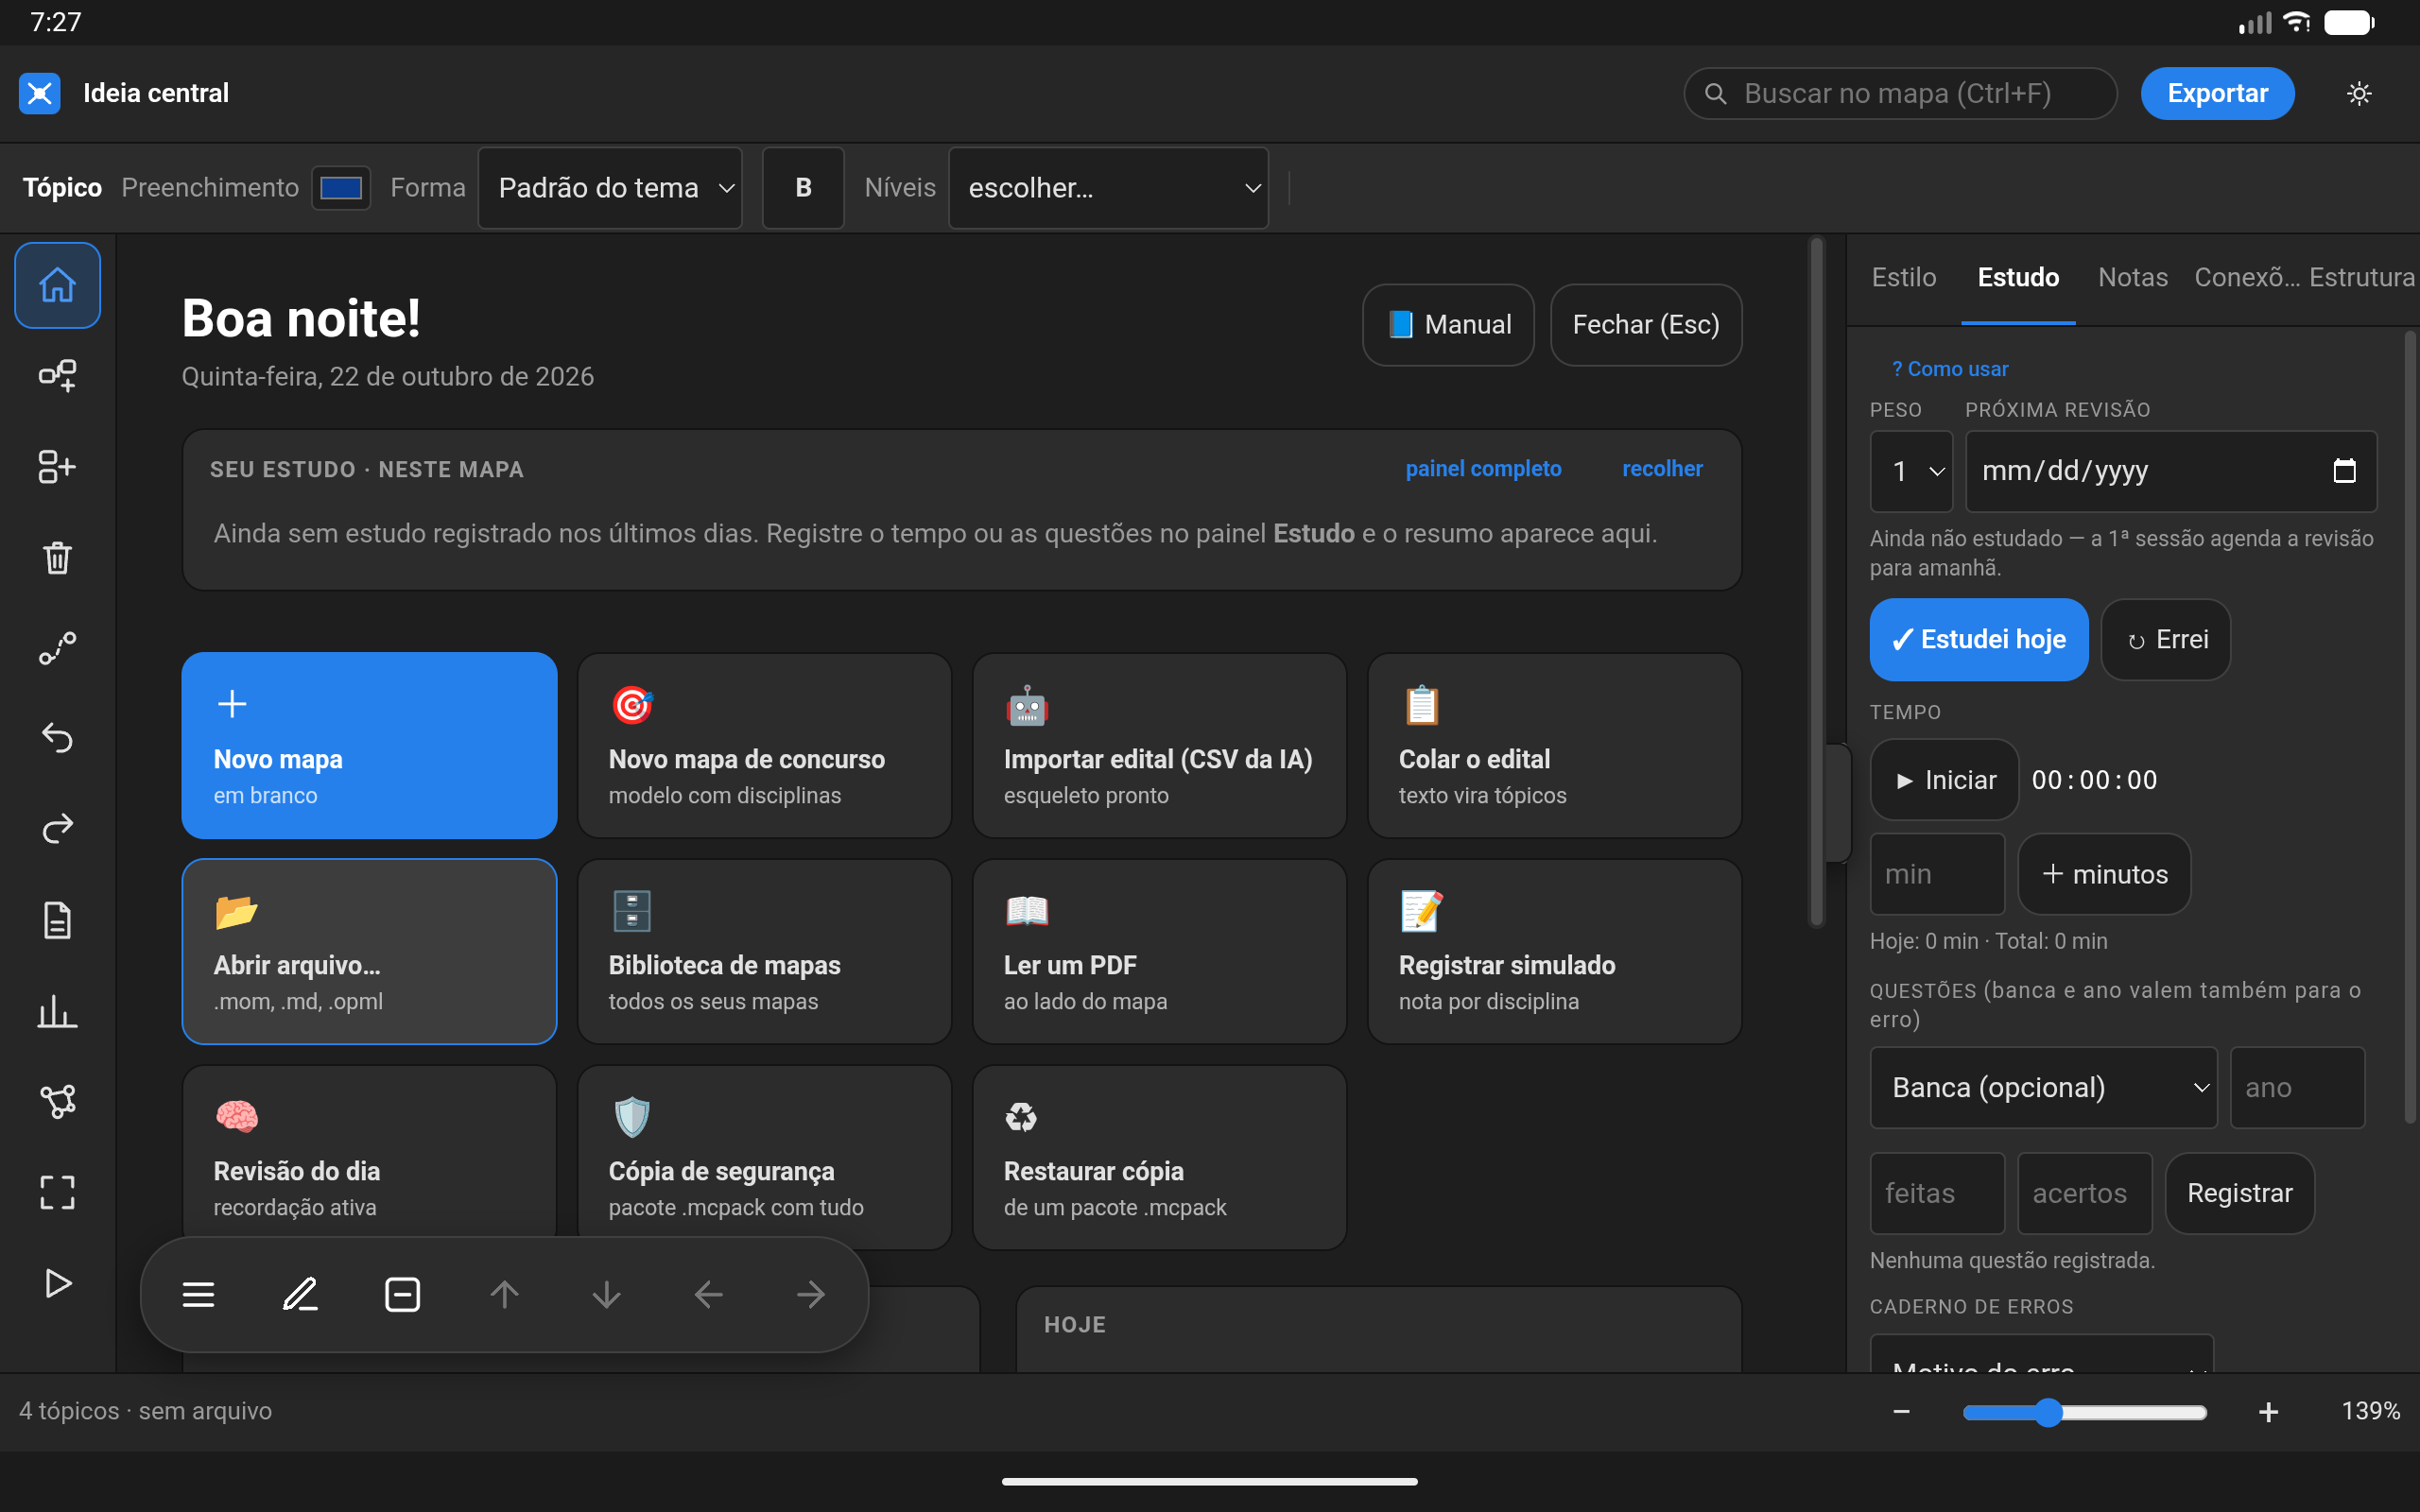 7:27
Ideia central
Buscar no mapa (Ctrl+F)
Exportar
Tópico
Preenchimento
Forma
Padrão do tema
B
Níveis
escolher...
Boa noite!
Quinta-feira, 22 de outubro de 2026
📘 Manual
Fechar (Esc)
SEU ESTUDO · NESTE MAPA
painel completo
recolher
Ainda sem estudo registrado nos últimos dias. Registre o tempo ou as questões no painel Estudo e o resumo aparece aqui.
Novo mapa
em branco
Novo mapa de concurso
modelo com disciplinas
Importar edital (CSV da IA)
esqueleto pronto
Colar o edital
texto vira tópicos
Abrir arquivo...
.mom, .md, .opml
Biblioteca de mapas
todos os seus mapas
Ler um PDF
ao lado do mapa
Registrar simulado
nota por disciplina
Revisão do dia
recordação ativa
Cópia de segurança
pacote .mcpack com tudo
Restaurar cópia
de um pacote .mcpack
HOJE
Estilo
Estudo
Notas
Conexõ...
Estrutura
? Como usar
PESO
PRÓXIMA REVISÃO
1
mm/dd/yyyy
Ainda não estudado — a 1ª sessão agenda a revisão
para amanhã.
✓ Estudei hoje
↻ Errei
TEMPO
▶ Iniciar
00:00:00
min
+ minutos
Hoje: 0 min · Total: 0 min
QUESTÕES (banca e ano valem também para o
erro)
Banca (opcional)
ano
feitas
acertos
Registrar
Nenhuma questão registrada.
CADERNO DE ERROS
Motivo do erro
4 tópicos · sem arquivo
139%